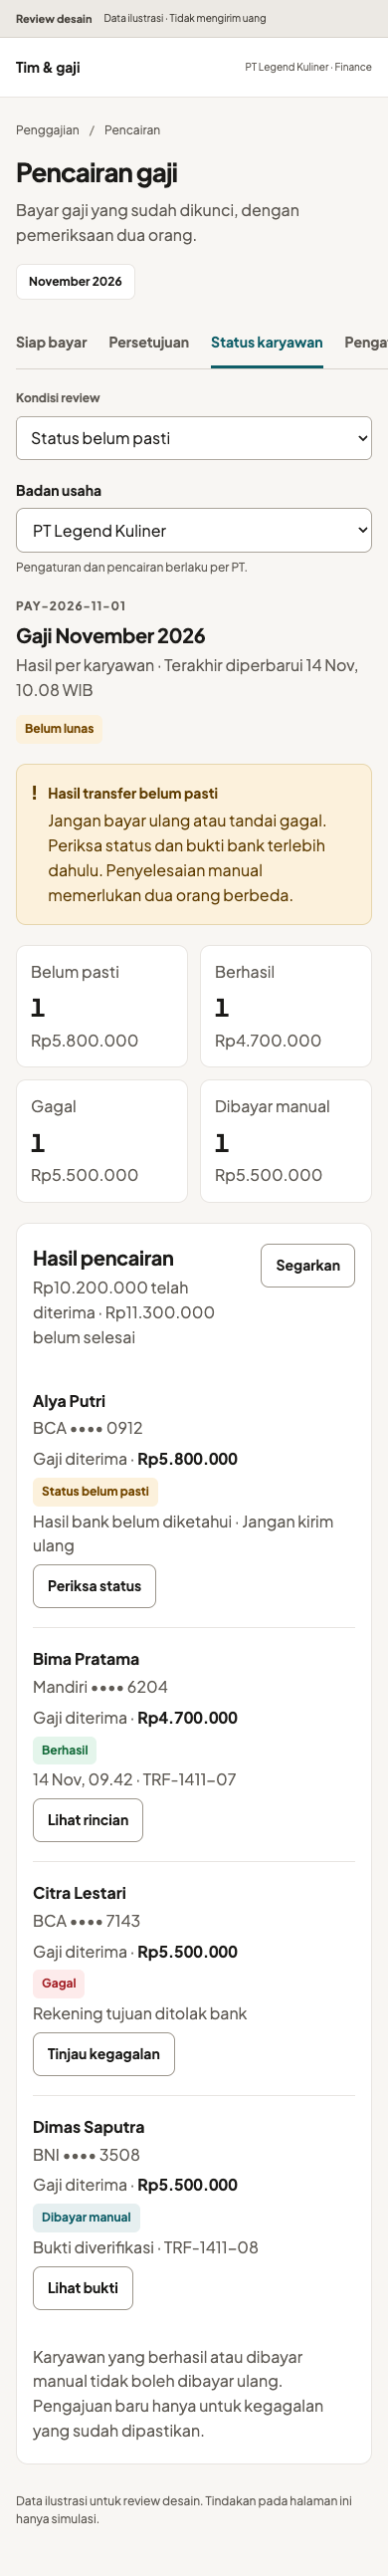 Review desain Data ilustrasi · Tidak mengirim uang
Tim & gaji
PT Legend Kuliner · Finance
Penggajian / Pencairan
Pencairan gaji
Bayar gaji yang sudah dikunci, dengan
pemeriksaan dua orang.
November 2026
Siap bayar Persetujuan Status karyawan Pengat
Kondisi review
Status belum pasti
Badan usaha
PT Legend Kuliner
Pengaturan dan pencairan berlaku per PT.
PAY-2026-11-01
Gaji November 2026
Hasil per karyawan · Terakhir diperbarui 14 Nov,
10.08 WIB
Belum lunas
! Hasil transfer belum pasti
Jangan bayar ulang atau tandai gagal.
Periksa status dan bukti bank terlebih
dahulu. Penyelesaian manual
memerlukan dua orang berbeda.
Belum pasti
1
Rp5.800.000
Berhasil
1
Rp4.700.000
Gagal
1
Rp5.500.000
Dibayar manual
1
Rp5.500.000
Hasil pencairan
Rp10.200.000 telah
diterima · Rp11.300.000
belum selesai
Segarkan
Alya Putri
BCA •••• 0912
Gaji diterima · Rp5.800.000
Status belum pasti
Hasil bank belum diketahui · Jangan kirim
ulang
Periksa status
Bima Pratama
Mandiri •••• 6204
Gaji diterima · Rp4.700.000
Berhasil
14 Nov, 09.42 · TRF-1411-07
Lihat rincian
Citra Lestari
BCA •••• 7143
Gaji diterima · Rp5.500.000
Gagal
Rekening tujuan ditolak bank
Tinjau kegagalan
Dimas Saputra
BNI •••• 3508
Gaji diterima · Rp5.500.000
Dibayar manual
Bukti diverifikasi · TRF-1411-08
Lihat bukti
Karyawan yang berhasil atau dibayar
manual tidak boleh dibayar ulang.
Pengajuan baru hanya untuk kegagalan
yang sudah dipastikan.
Data ilustrasi untuk review desain. Tindakan pada halaman ini
hanya simulasi.